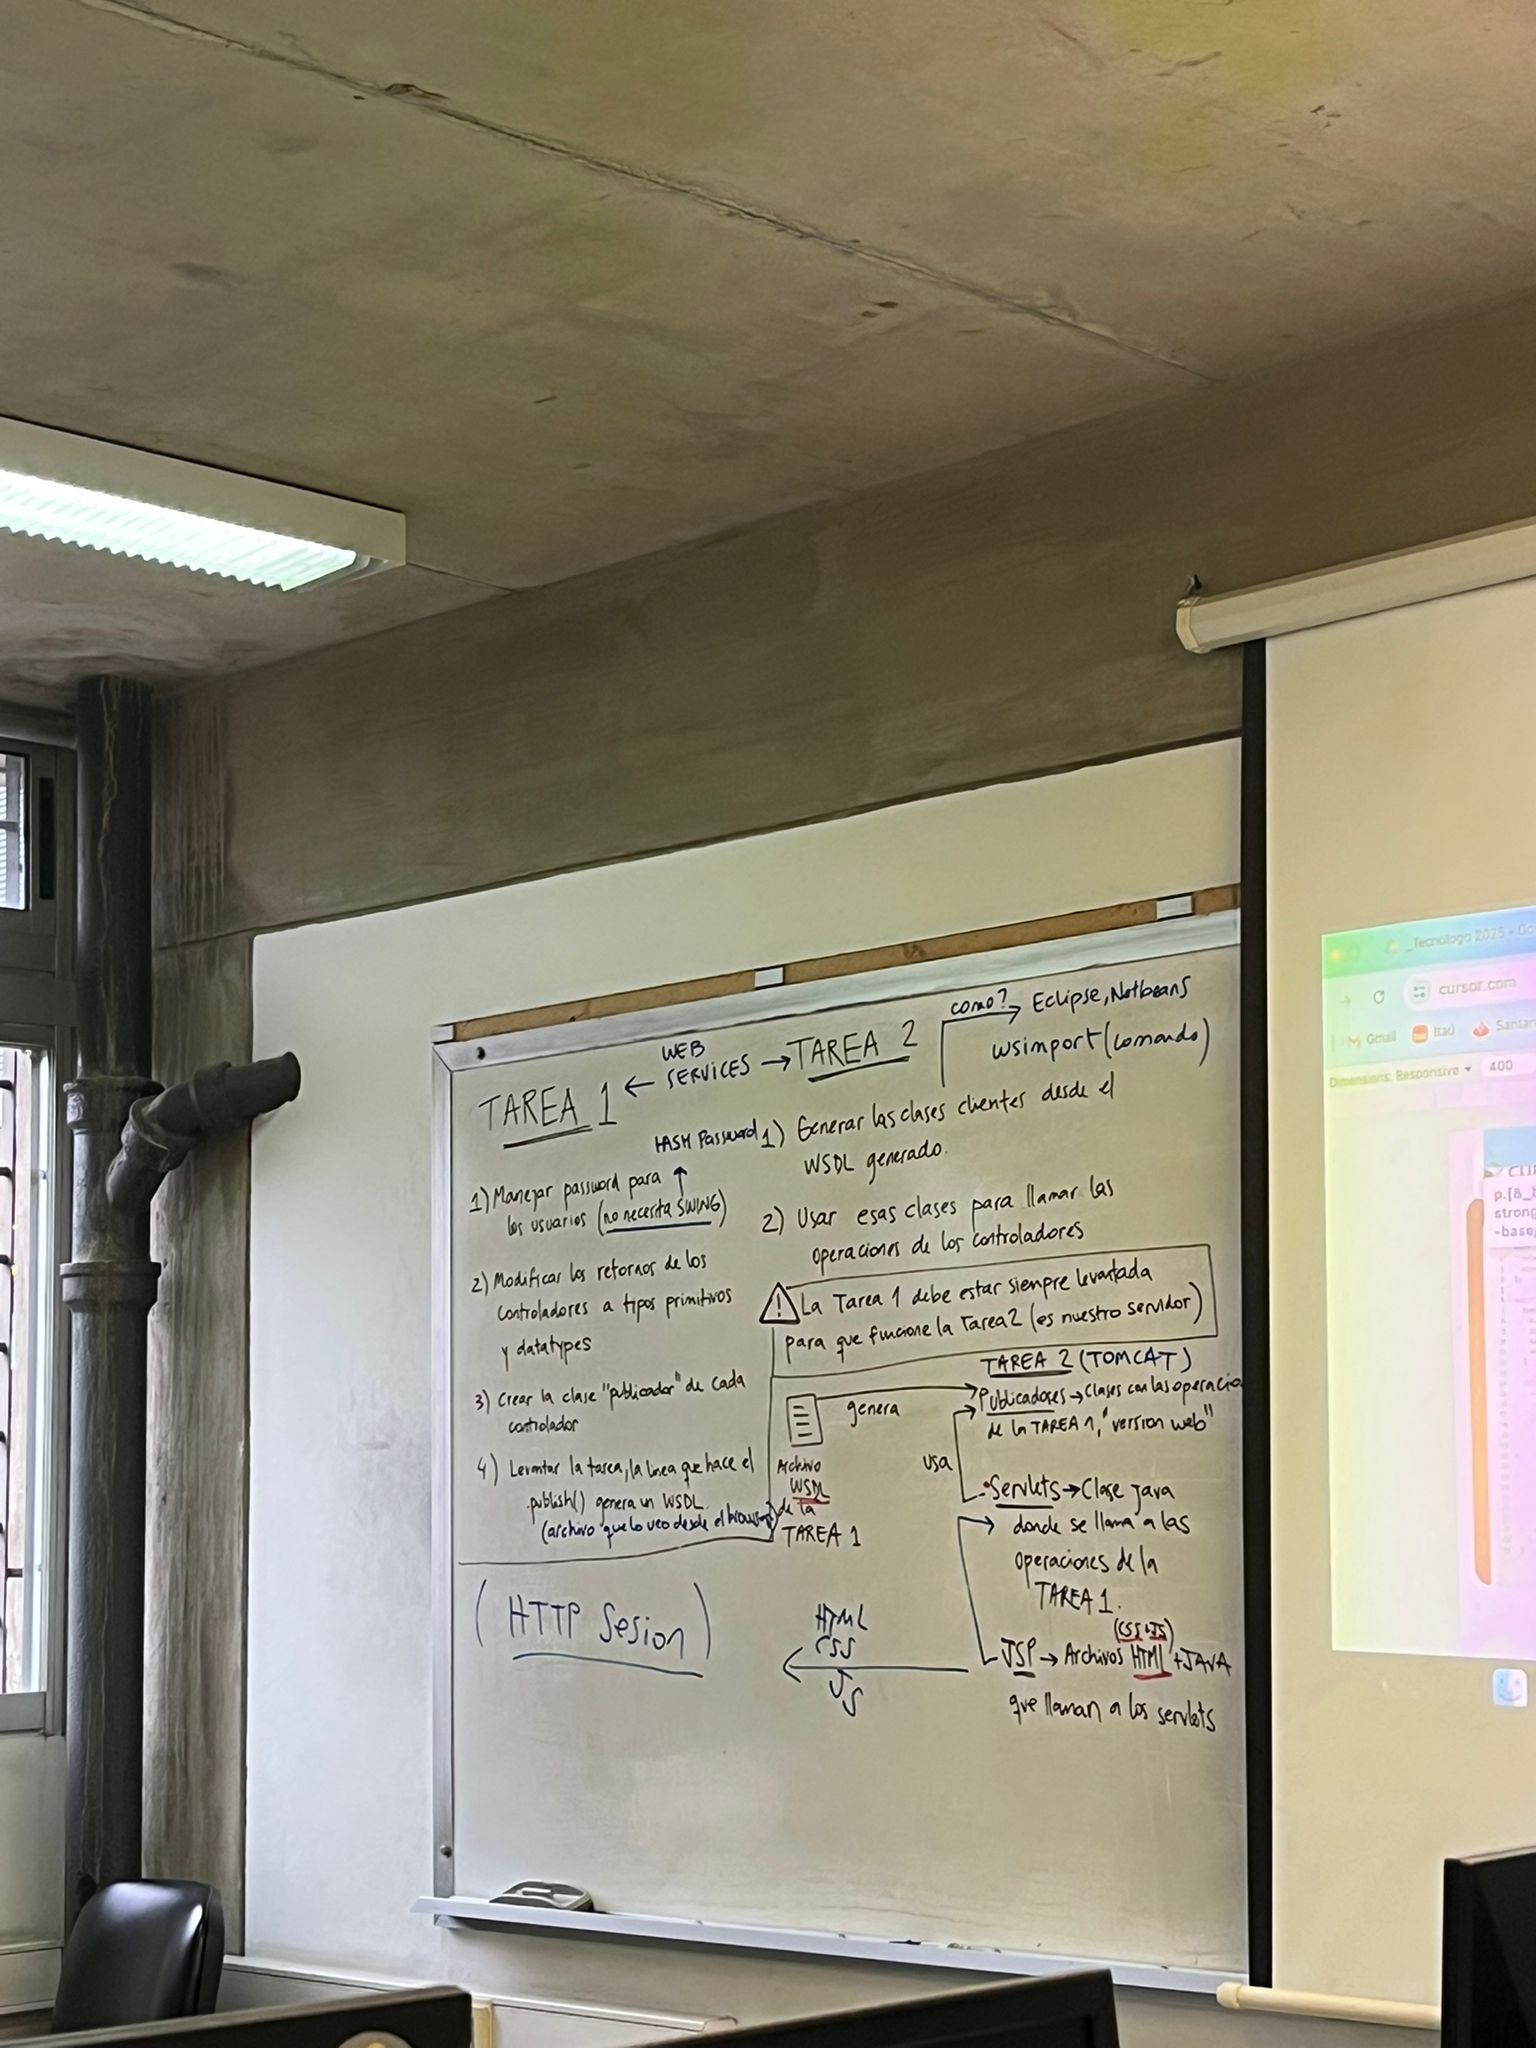 TAREA 1 ← WEB SERVICES → TAREA 2
HASH Password
↑
1) Manejar password para
los usuarios (no necesita SWING)
2) Modificar los retornos de los
controladores a tipos primitivos
y datatypes
3) Crear la clase "publicador" de cada
controlador
4) Levantar la tarea, la linea que hace el
.publish() genera un WSDL.
(archivo que lo veo desde el browser)
(HTTP Sesion)
como? → Eclipse, Netbeans
wsimport (comando)
1) Generar las clases clientes desde el
WSDL generado.
2) Usar esas clases para llamar las
operaciones de los controladores
⚠ La Tarea 1 debe estar siempre levantada
para que funcione la Tarea 2 (es nuestro servidor)
TAREA 2 (TOMCAT)
Archivo
WSDL
de la
TAREA 1
genera
Publicadores → Clases con las operacio
de la TAREA 1, "version web"
usa
Servlets → Clase java
donde se llama a las
operaciones de la
TAREA 1.
(CSS+JS)
JSP → Archivos HTML + JAVA
que llaman a los servlets
HTML
CSS
←
JS
_Tecnologo 2025 - Co
cursor.com
Gmail Itaú Santan
Dimensions: Responsive ▾ 400
strong
-base/